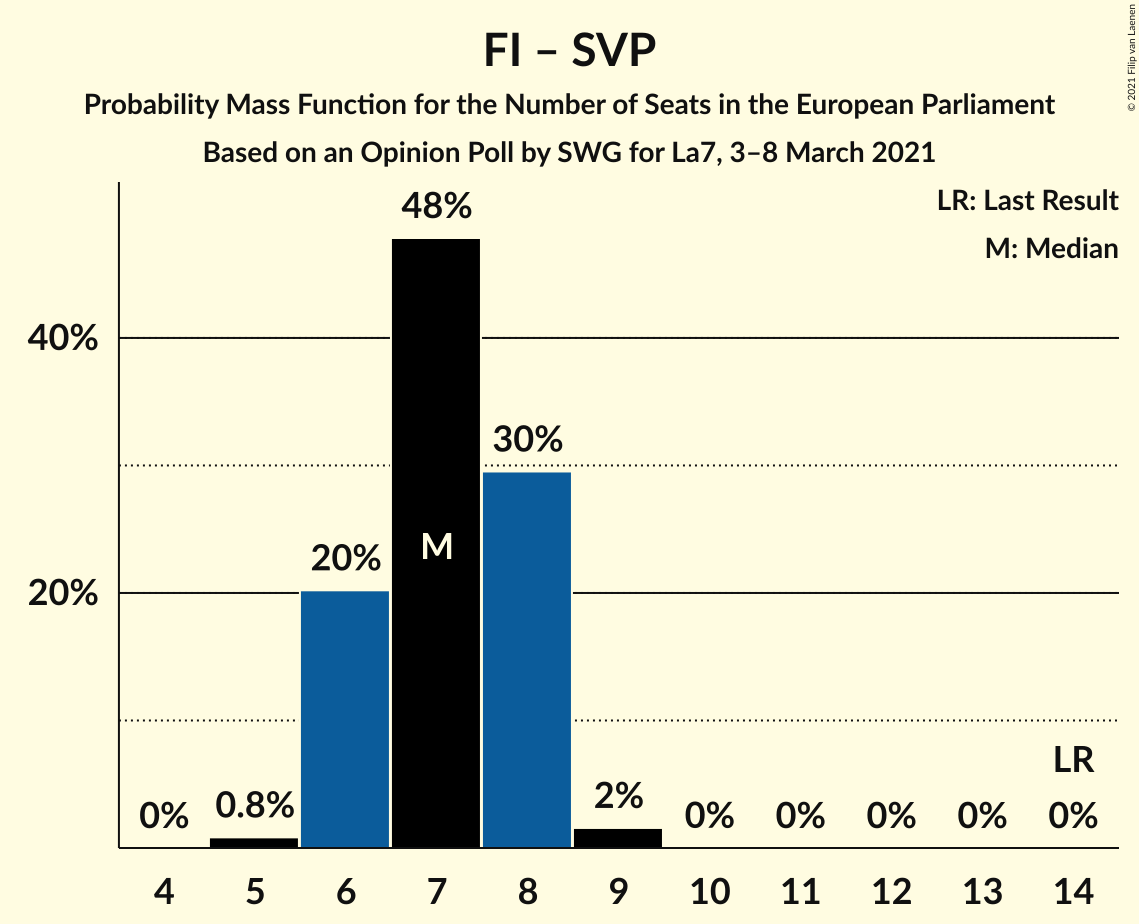 FI – SVP
Probability Mass Function for the Number of Seats in the European Parliament
Based on an Opinion Poll by SWG for La7, 3–8 March 2021
© 2021 Filip van Laenen
LR: Last Result
M: Median
48%
40%
30%
M
20%
20%
LR
0%
0.8%
2%
0%
0%
0%
0%
0%
4 5 6 7 8 9 10 11 12 13 14